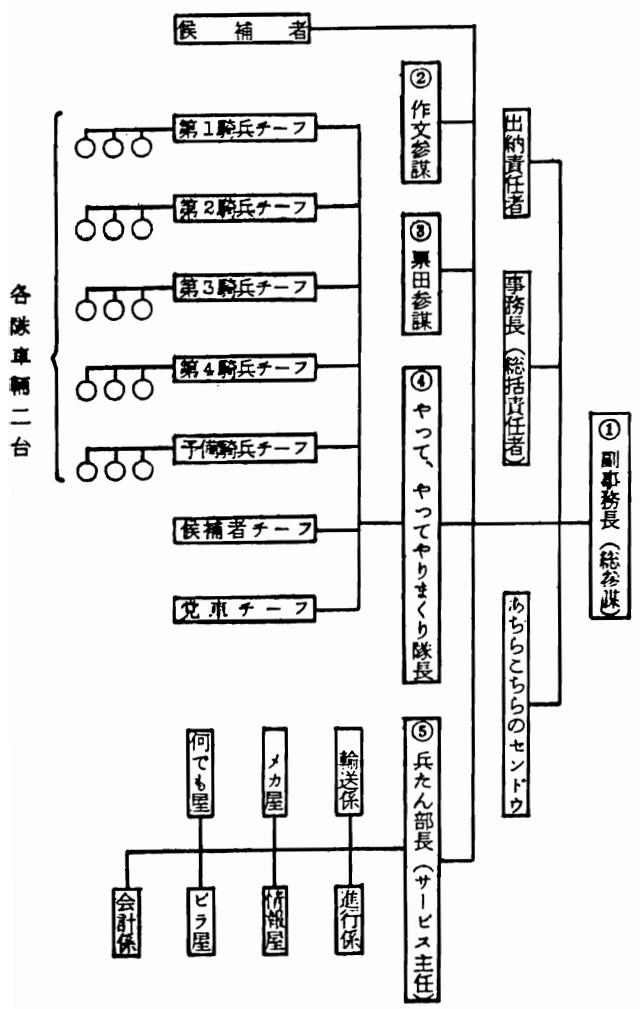 ①副事務長（総参謀）
出納責任者
事務長（総括責任者）
あちらこちらのセンドウ
候補者
②作文参謀
③票田参謀
④やって、やってやりまくり隊長
⑤兵たん部長（サービス主任）
第1騎兵チーフ
第2騎兵チーフ
第3騎兵チーフ
第4騎兵チーフ
予備騎兵チーフ
候補者チーフ
党車チーフ
各隊車輛二台
輸送係
メカ屋
何でも屋
進行係
情報屋
ビラ屋
会計係